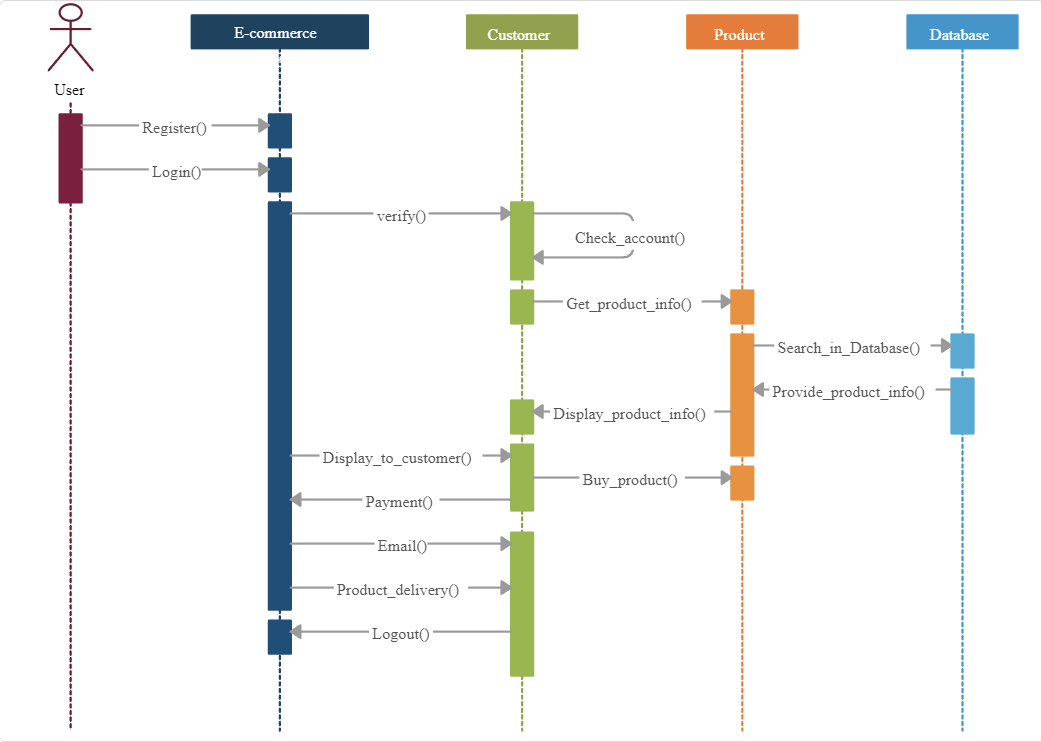 E-commerce
Customer
Product
Database
User
Register()
Login()
verify()
Check_account()
Get_product_info()
Search_in_Database()
Provide_product_info()
Display_product_info()
Display_to_customer()
Buy_product()
Payment()
Email()
Product_delivery()
Logout()